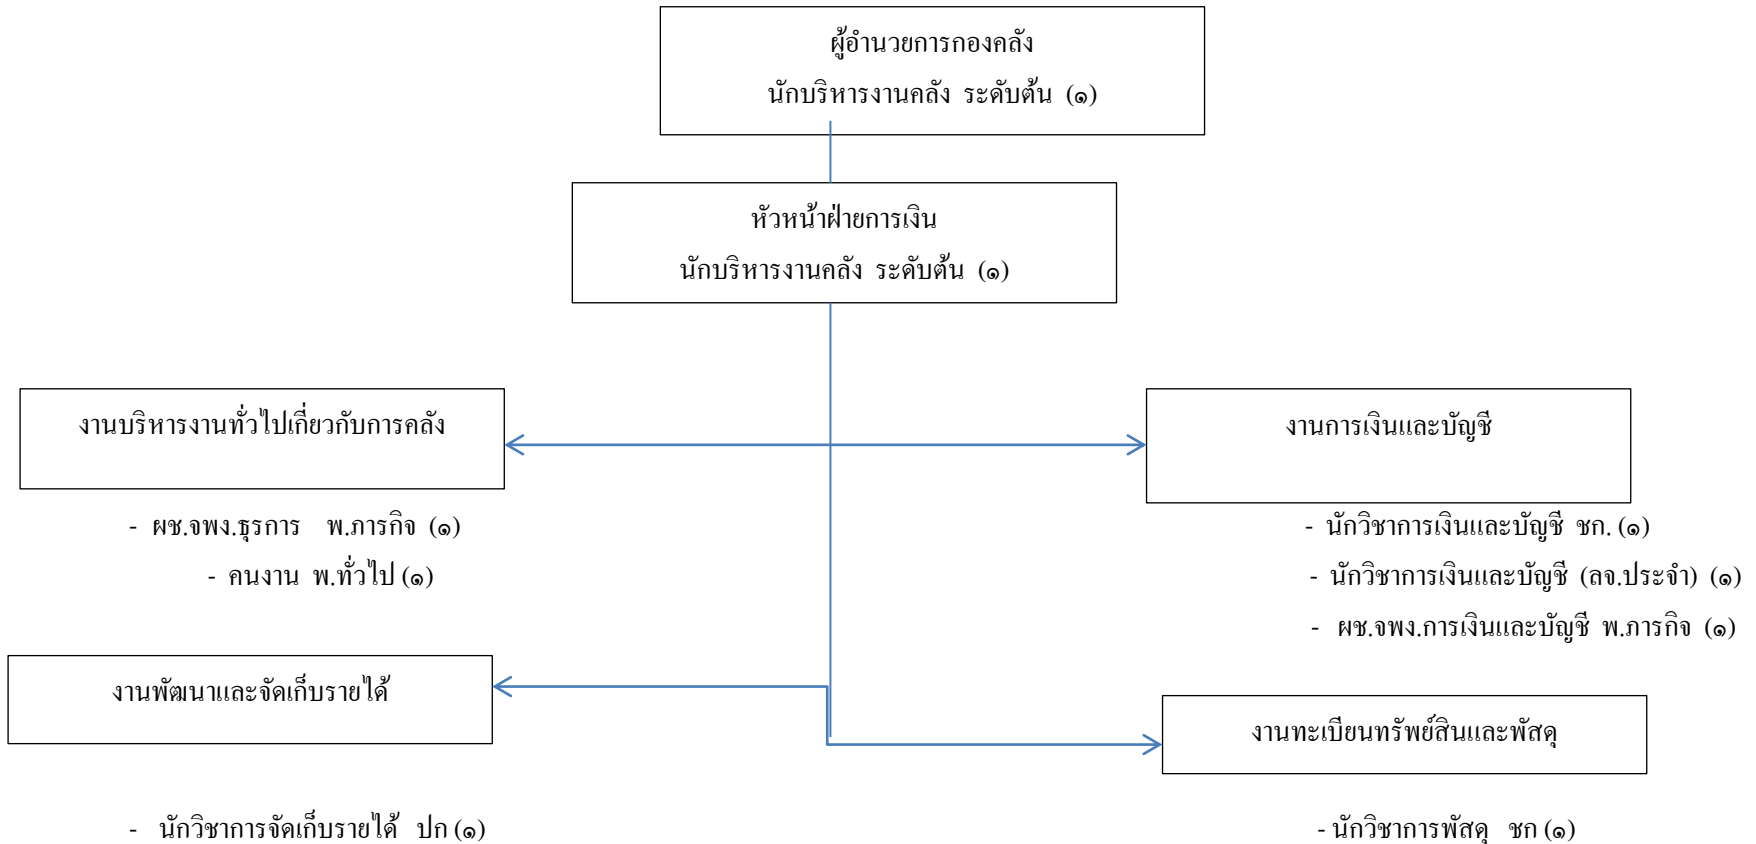 ผู้อำนวยการกองคลัง
นักบริหารงานคลัง ระดับต้น (๑)
หัวหน้าฝ่ายการเงิน
นักบริหารงานคลัง ระดับต้น (๑)
งานบริหารงานทั่วไปเกี่ยวกับการคลัง
งานการเงินและบัญชี
- ผช.จพง.ธุรการ พ.ภารกิจ (๑)
- คนงาน พ.ทั่วไป (๑)
- นักวิชาการเงินและบัญชี ชก. (๑)
- นักวิชาการเงินและบัญชี (ลจ.ประจำ) (๑)
- ผช.จพง.การเงินและบัญชี พ.ภารกิจ (๑)
งานพัฒนาและจัดเก็บรายได้
งานทะเบียนทรัพย์สินและพัสดุ
- นักวิชาการจัดเก็บรายได้ ปก (๑)
- นักวิชาการพัสดุ ชก (๑)